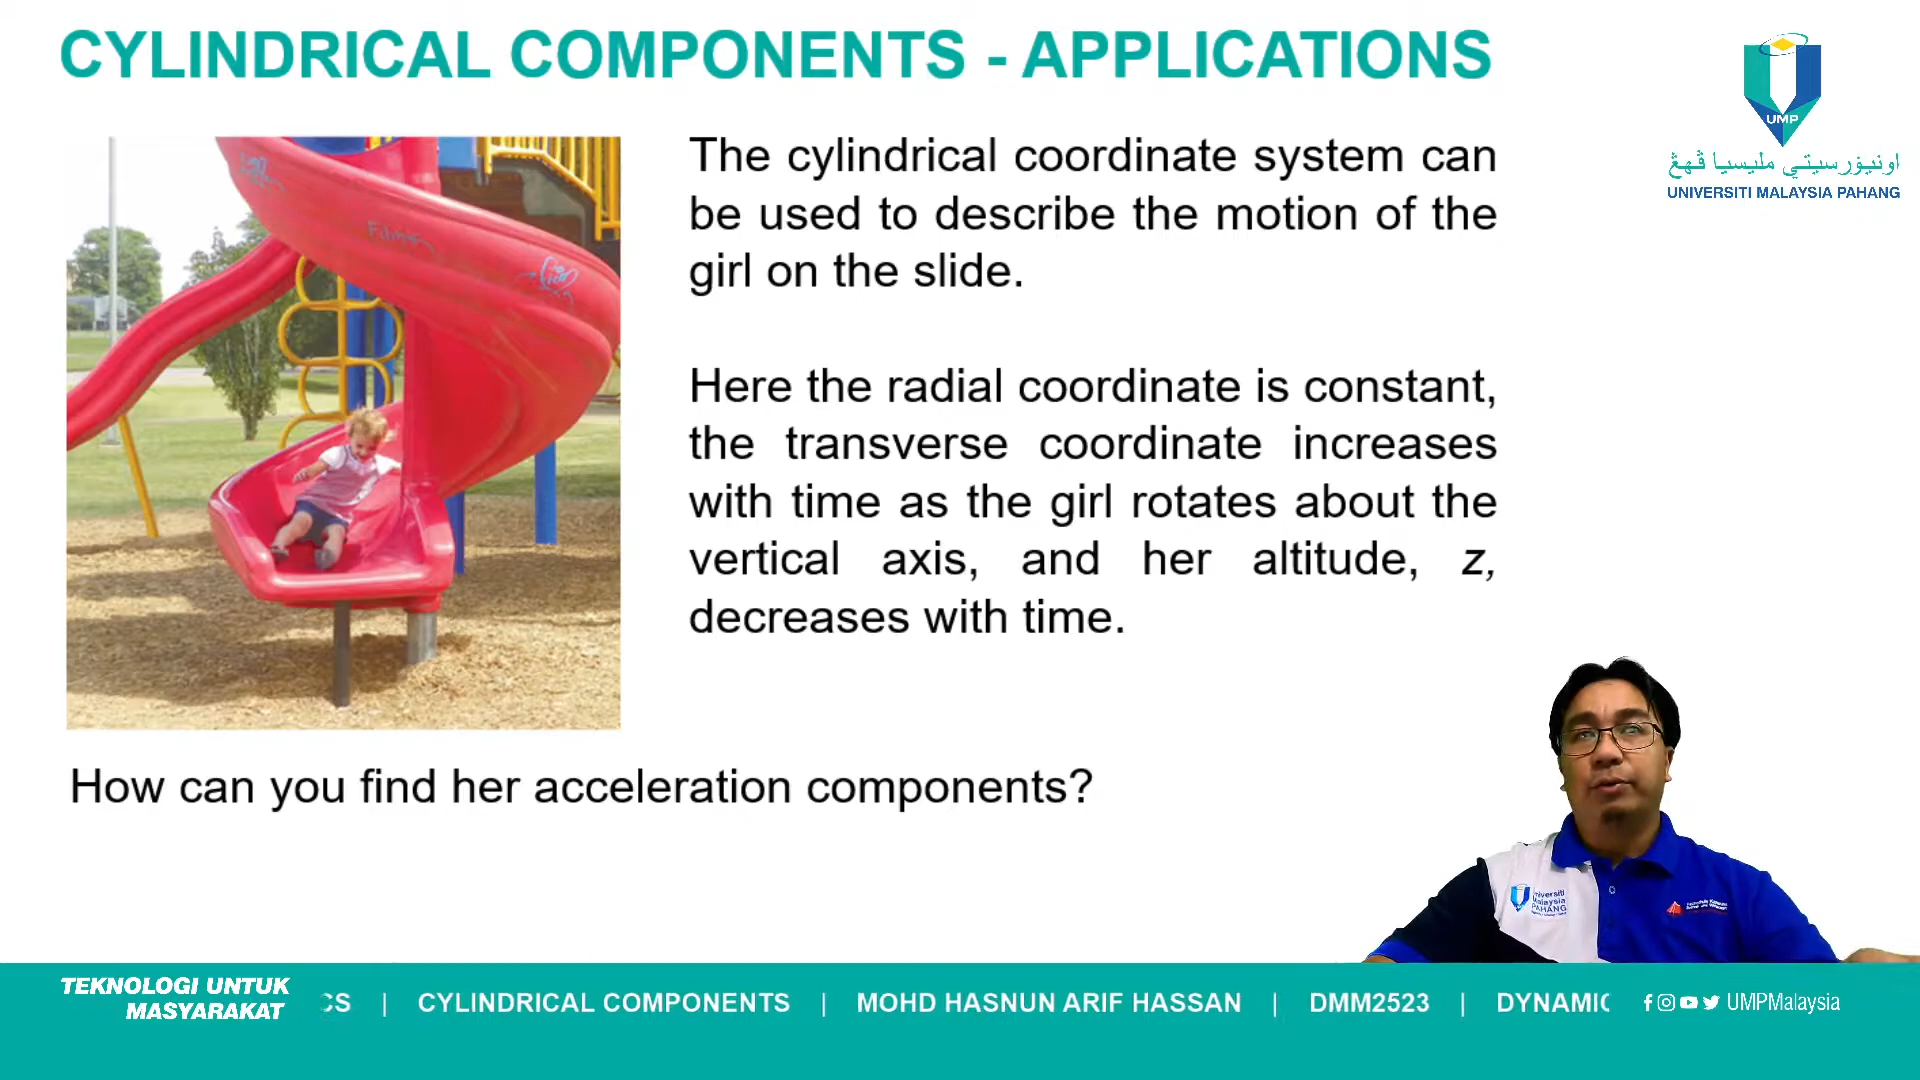 CYLINDRICAL COMPONENTS - APPLICATIONS
UMP
اونيۏرسيتي مليسيا ڤهڠ
UNIVERSITI MALAYSIA PAHANG
The cylindrical coordinate system can
be used to describe the motion of the
girl on the slide.
Here the radial coordinate is constant,
the transverse coordinate increases
with time as the girl rotates about the
vertical axis, and her altitude, z,
decreases with time.
How can you find her acceleration components?
Universiti
Malaysia
PAHANG
TEKNOLOGI UNTUK
MASYARAKAT
CS | CYLINDRICAL COMPONENTS | MOHD HASNUN ARIF HASSAN | DMM2523 | DYNAMIC
UMPMalaysia